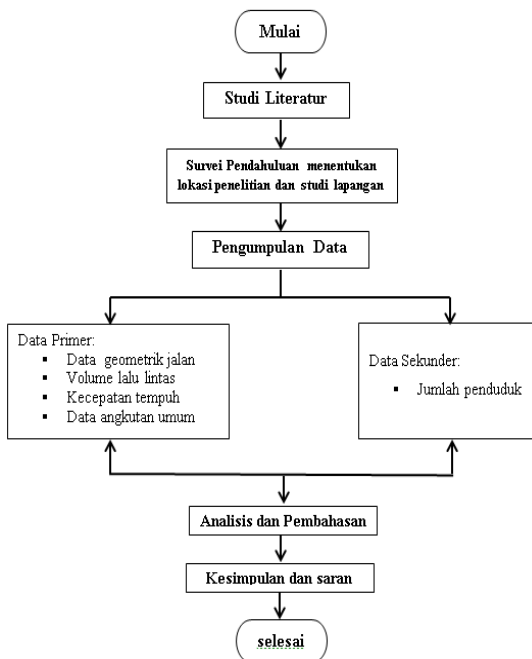 Mulai
Studi Literatur
Survei Pendahuluan menentukan
lokasi penelitian dan studi lapangan
Pengumpulan Data
Data Primer:
▪ Data geometrik jalan
▪ Volume lalu lintas
▪ Kecepatan tempuh
▪ Data angkutan umum
Data Sekunder:
▪ Jumlah penduduk
Analisis dan Pembahasan
Kesimpulan dan saran
selesai